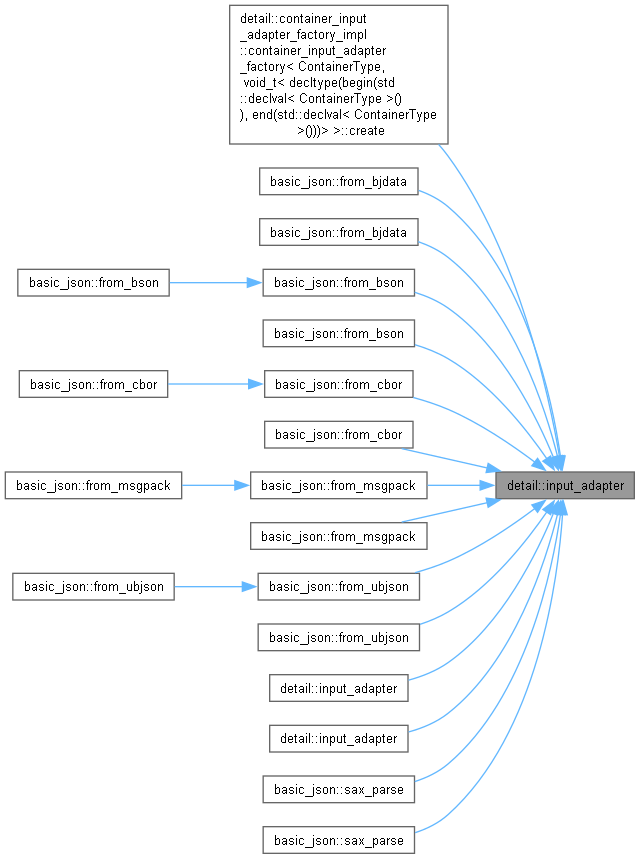 detail::container_input
_adapter_factory_impl
::container_input_adapter
_factory< ContainerType,
void_t< decltype(begin(std
::declval< ContainerType >()
), end(std::declval< ContainerType
>()))> >::create
basic_json::from_bjdata
basic_json::from_bjdata
basic_json::from_bson
basic_json::from_bson
basic_json::from_bson
basic_json::from_cbor
basic_json::from_cbor
basic_json::from_cbor
basic_json::from_msgpack
basic_json::from_msgpack
detail::input_adapter
basic_json::from_msgpack
basic_json::from_ubjson
basic_json::from_ubjson
basic_json::from_ubjson
detail::input_adapter
detail::input_adapter
basic_json::sax_parse
basic_json::sax_parse